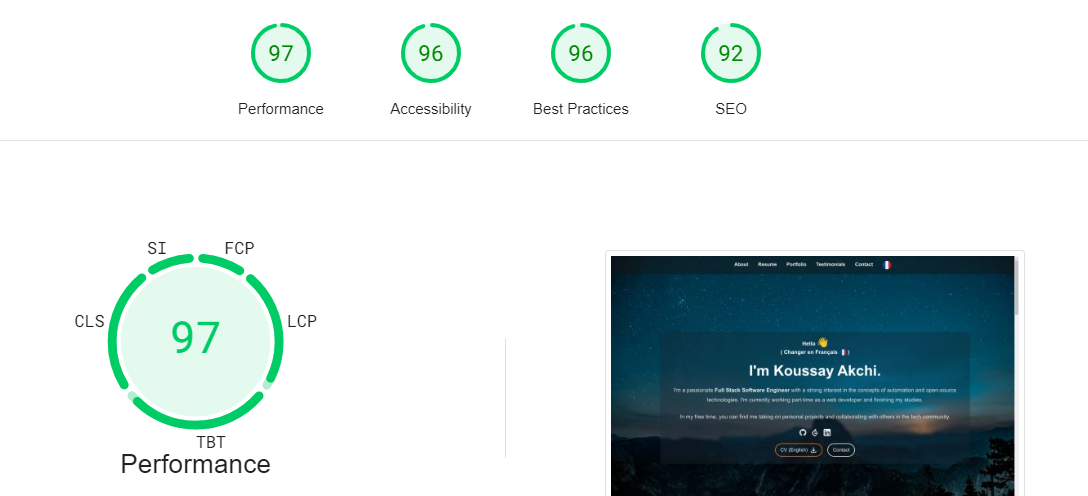 97 96 96 92
Performance Accessibility Best Practices SEO
SI FCP
CLS 97 LCP
TBT
Performance
About Resume Portfolio Testimonials Contact
Hello 👋
( Changer en Français 🇫🇷 )
I'm Koussay Akchi.
I'm a passionate Full Stack Software Engineer with a strong interest in the concepts of automation and open-source
technologies. I'm currently working part-time as a web developer and finishing my studies.
In my free time, you can find me taking on personal projects and collaborating with others in the tech community.
CV (English) Contact